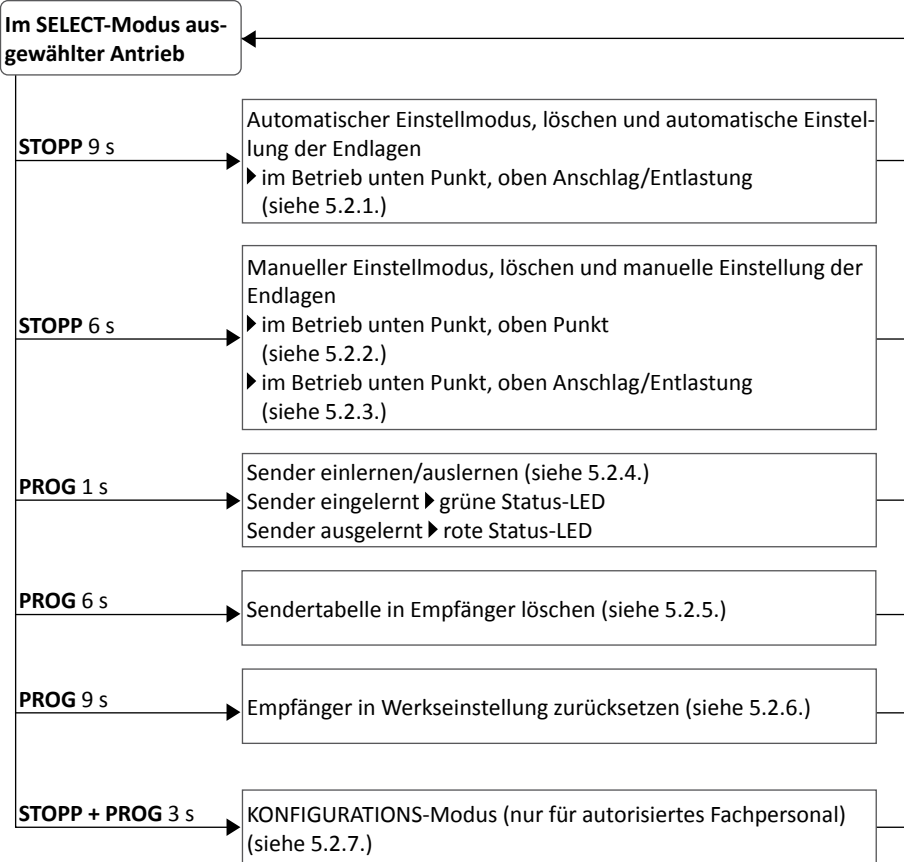 Im SELECT-Modus aus-
gewählter Antrieb
STOPP 9 s
Automatischer Einstellmodus, löschen und automatische Einstel-
lung der Endlagen
im Betrieb unten Punkt, oben Anschlag/Entlastung
(siehe 5.2.1.)
STOPP 6 s
Manueller Einstellmodus, löschen und manuelle Einstellung der
Endlagen
im Betrieb unten Punkt, oben Punkt
(siehe 5.2.2.)
im Betrieb unten Punkt, oben Anschlag/Entlastung
(siehe 5.2.3.)
PROG 1 s
Sender einlernen/auslernen (siehe 5.2.4.)
Sender eingelernt grüne Status-LED
Sender ausgelernt rote Status-LED
PROG 6 s
Sendertabelle in Empfänger löschen (siehe 5.2.5.)
PROG 9 s
Empfänger in Werkseinstellung zurücksetzen (siehe 5.2.6.)
STOPP + PROG 3 s
KONFIGURATIONS-Modus (nur für autorisiertes Fachpersonal)
(siehe 5.2.7.)